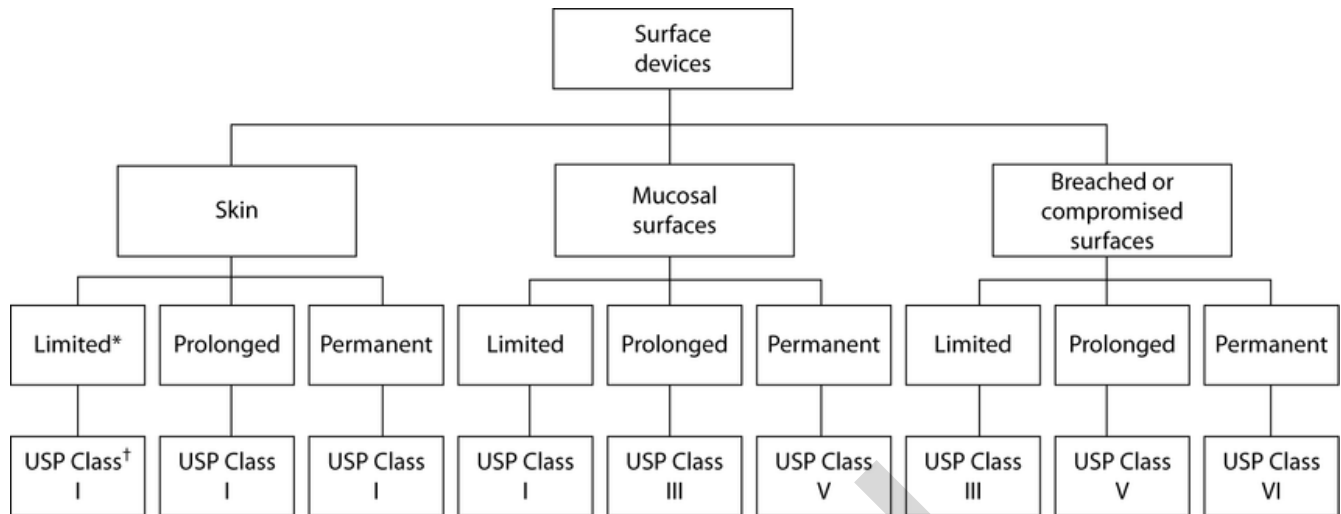 Surface
devices
Skin
Mucosal
surfaces
Breached or
compromised
surfaces
Limited*
Prolonged
Permanent
Limited
Prolonged
Permanent
Limited
Prolonged
Permanent
USP Class†
I
USP Class
I
USP Class
I
USP Class
I
USP Class
III
USP Class
V
USP Class
III
USP Class
V
USP Class
VI